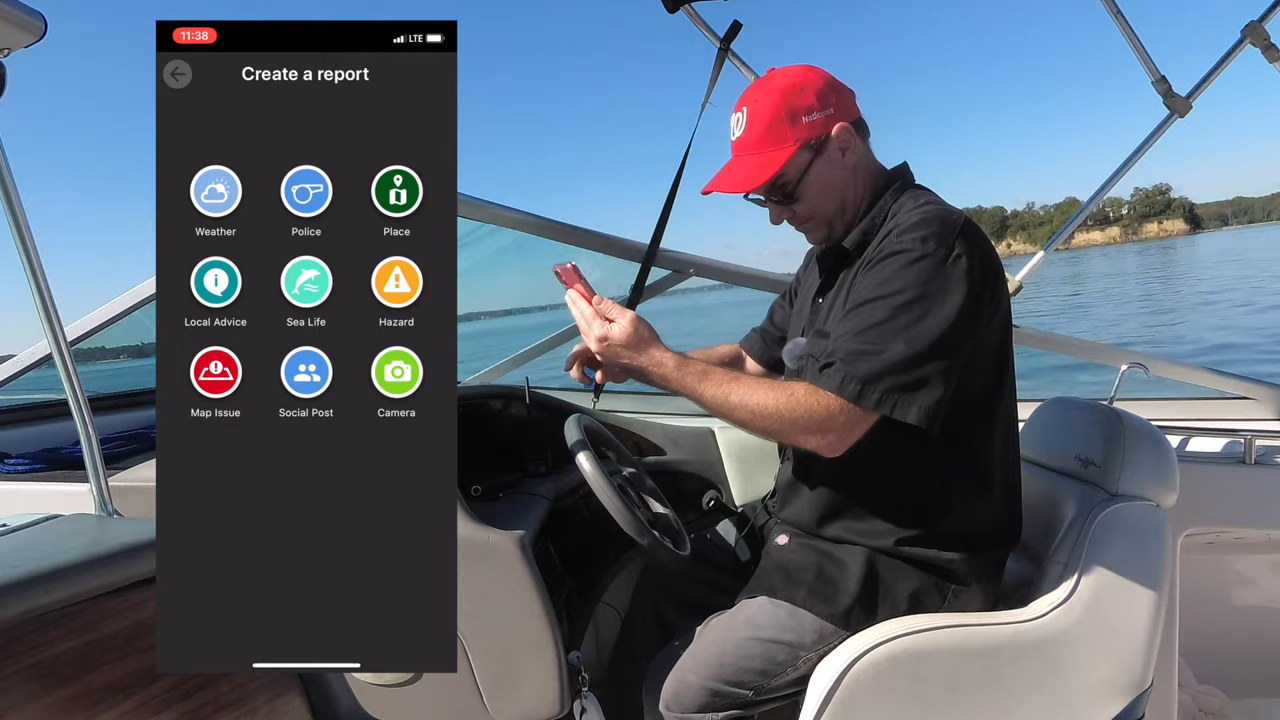 11:38
LTE
Create a report
Weather
Police
Place
Local Advice
Sea Life
Hazard
Map Issue
Social Post
Camera
W
Nationals